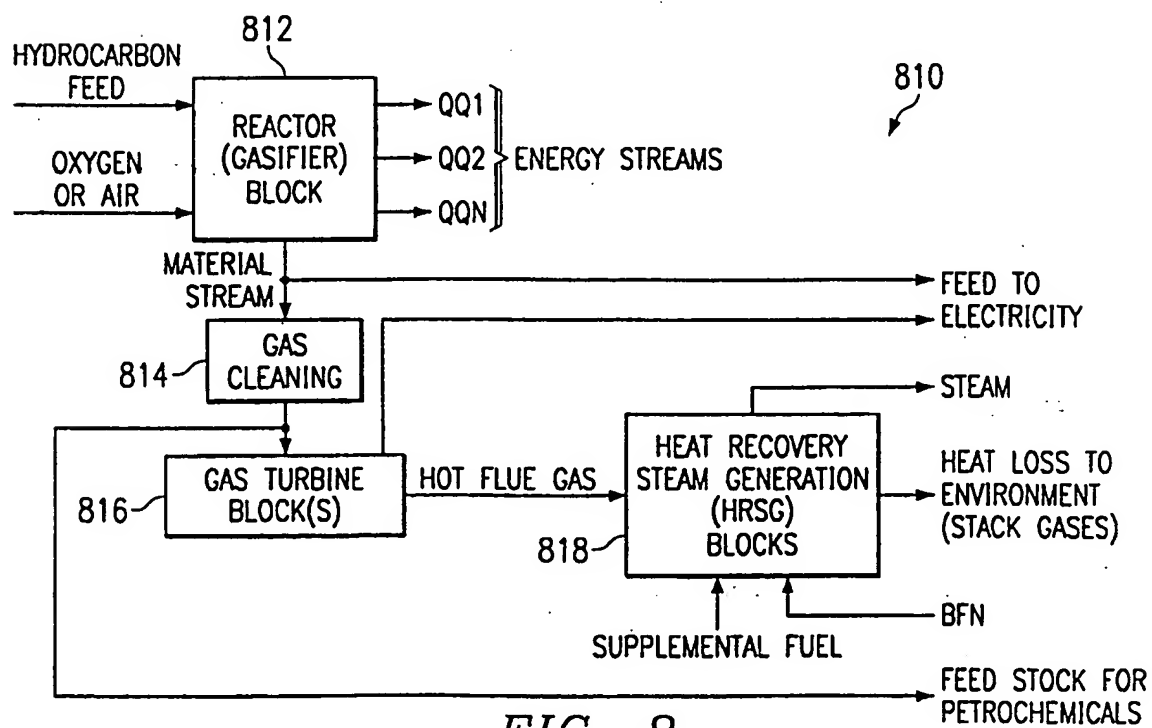 812
HYDROCARBON
FEED
810
REACTOR
(GASIFIER)
BLOCK
QQ1
QQ2
QQN
ENERGY STREAMS
OXYGEN
OR AIR
MATERIAL
STREAM
FEED TO
ELECTRICITY
GAS
CLEANING
814
STEAM
HEAT RECOVERY
STEAM GENERATION
(HRSG)
BLOCKS
818
GAS TURBINE
BLOCK(S)
816
HOT FLUE GAS
HEAT LOSS TO
ENVIRONMENT
(STACK GASES)
BFN
SUPPLEMENTAL FUEL
FEED STOCK FOR
PETROCHEMICALS
FIG. 8